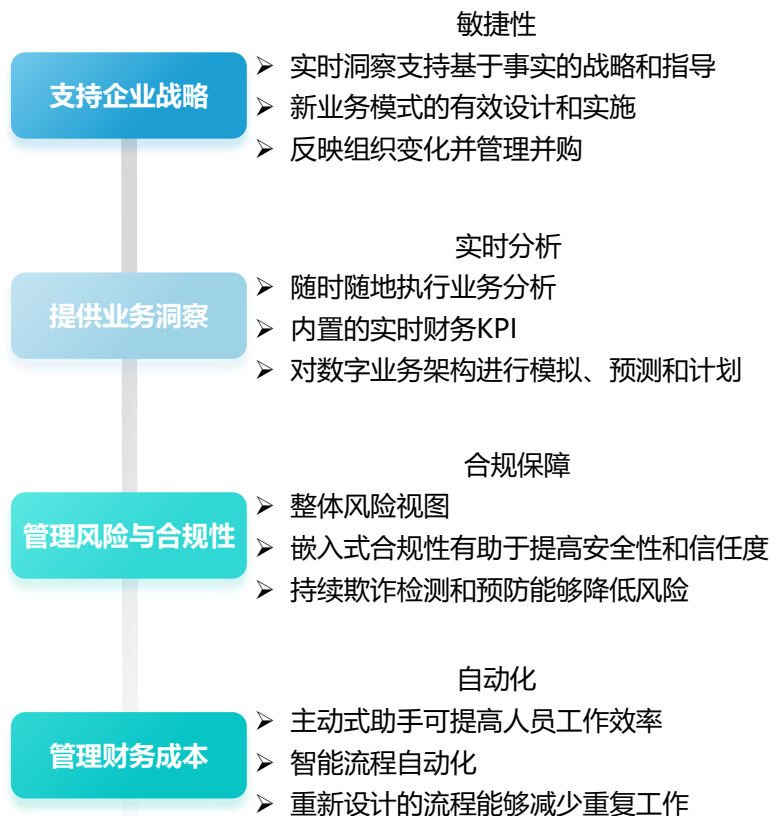 敏捷性
支持企业战略
➢ 实时洞察支持基于事实的战略和指导
➢ 新业务模式的有效设计和实施
➢ 反映组织变化并管理并购
实时分析
提供业务洞察
➢ 随时随地执行业务分析
➢ 内置的实时财务KPI
➢ 对数字业务架构进行模拟、预测和计划
合规保障
管理风险与合规性
➢ 整体风险视图
➢ 嵌入式合规性有助于提高安全性和信任度
➢ 持续欺诈检测和预防能够降低风险
自动化
管理财务成本
➢ 主动式助手可提高人员工作效率
➢ 智能流程自动化
➢ 重新设计的流程能够减少重复工作